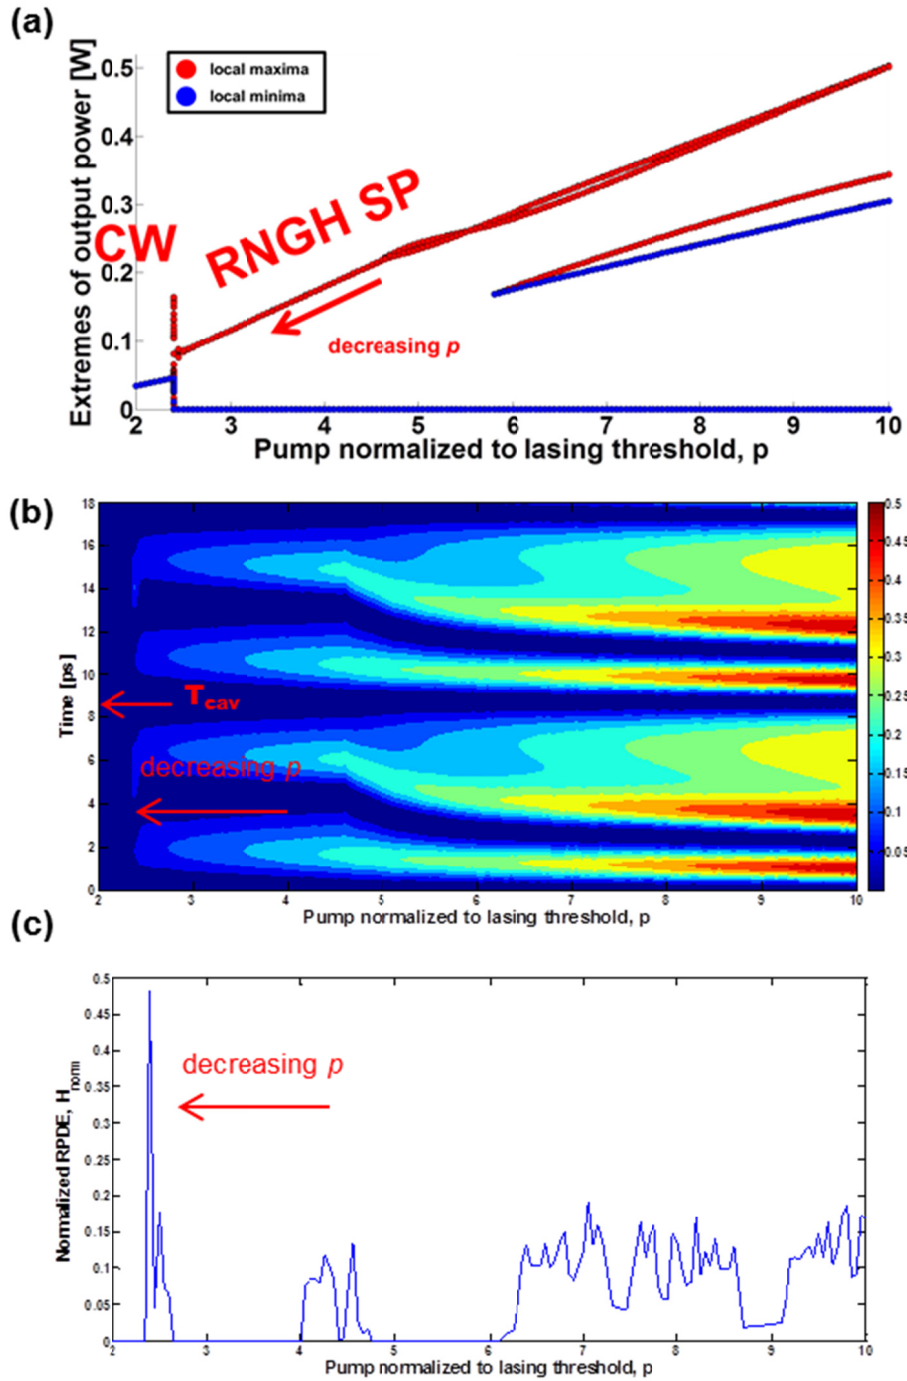 (a)
Extremes of output power [W]
0.5
0.4
0.3
0.2
0.1
0
local maxima
local minima
CW
RNGH SP
decreasing p
2 3 4 5 6 7 8 9 10
Pump normalized to lasing threshold, p
(b)
Time [ps]
18
16
14
12
10
8
6
4
2
0
Tcav
decreasing p
2 3 4 5 6 7 8 9 10
Pump normalized to lasing threshold, p
0.5
0.45
0.4
0.35
0.3
0.25
0.2
0.15
0.1
0.05
(c)
Normalized RPDE, Hnorm
0.5
0.45
0.4
0.35
0.3
0.25
0.2
0.15
0.1
0.05
0
decreasing p
2 3 4 5 6 7 8 9 10
Pump normalized to lasing threshold, p